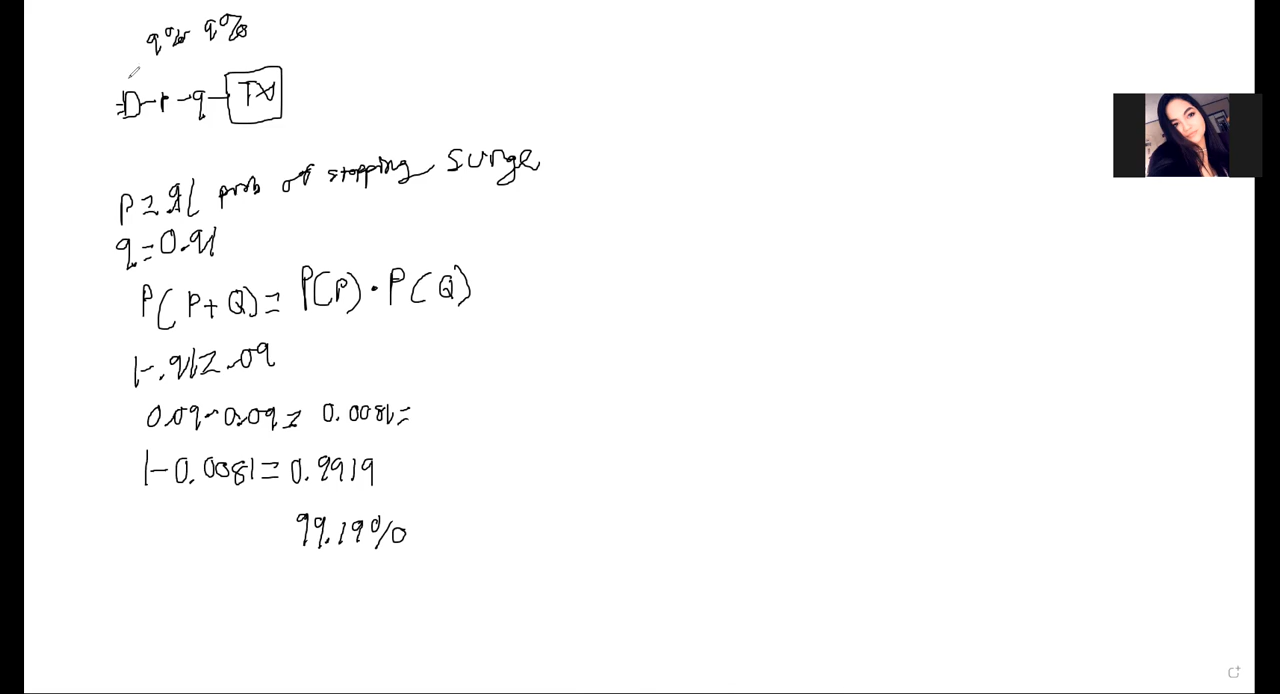 9% 9%
D-r-q- TV
p = .91 prob of stopping surge
q = 0.91
P(P+Q) = P(P) · P(Q)
1-.91 = .09
0.09 · 0.09 = 0.0081 =
1-0.0081 = 0.9919
99.19%